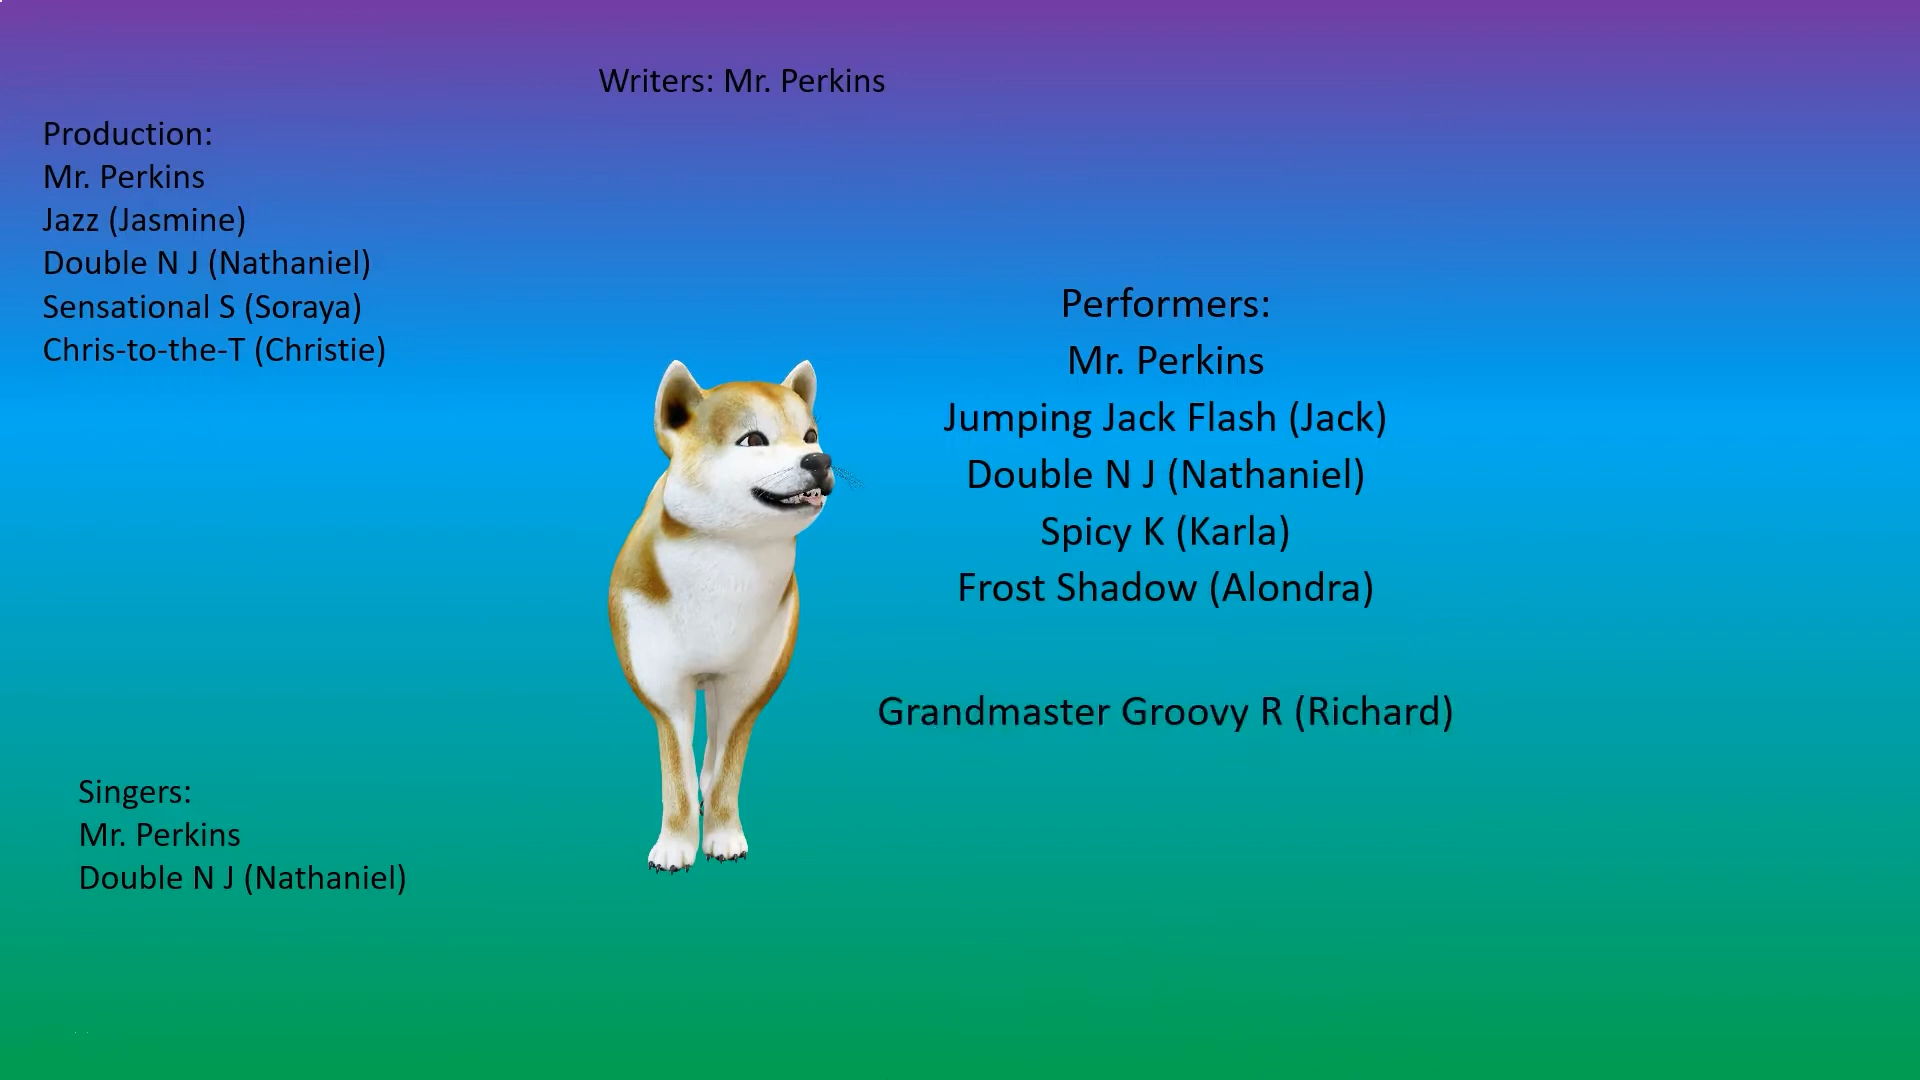 Writers: Mr. Perkins
Production:
Mr. Perkins
Jazz (Jasmine)
Double N J (Nathaniel)
Sensational S (Soraya)
Chris-to-the-T (Christie)
Performers:
Mr. Perkins
Jumping Jack Flash (Jack)
Double N J (Nathaniel)
Spicy K (Karla)
Frost Shadow (Alondra)
Grandmaster Groovy R (Richard)
Singers:
Mr. Perkins
Double N J (Nathaniel)